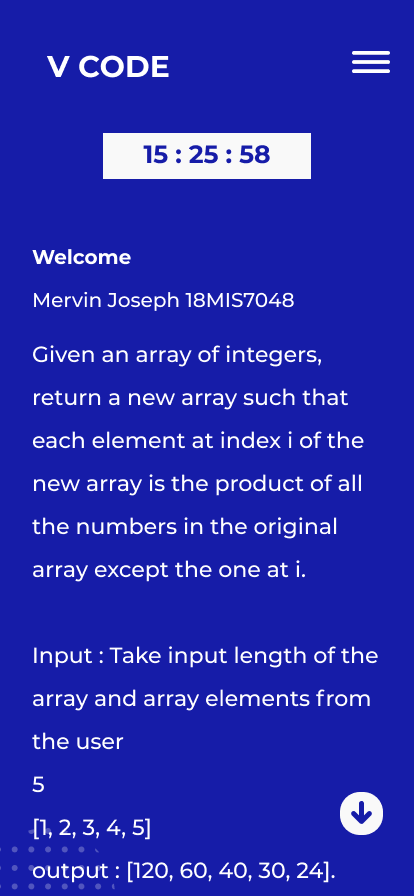 V CODE
15 : 25 : 58
Welcome
Mervin Joseph 18MIS7048
Given an array of integers,
return a new array such that
each element at index i of the
new array is the product of all
the numbers in the original
array except the one at i.
Input : Take input length of the
array and array elements from
the user
5
[1, 2, 3, 4, 5]
output : [120, 60, 40, 30, 24].